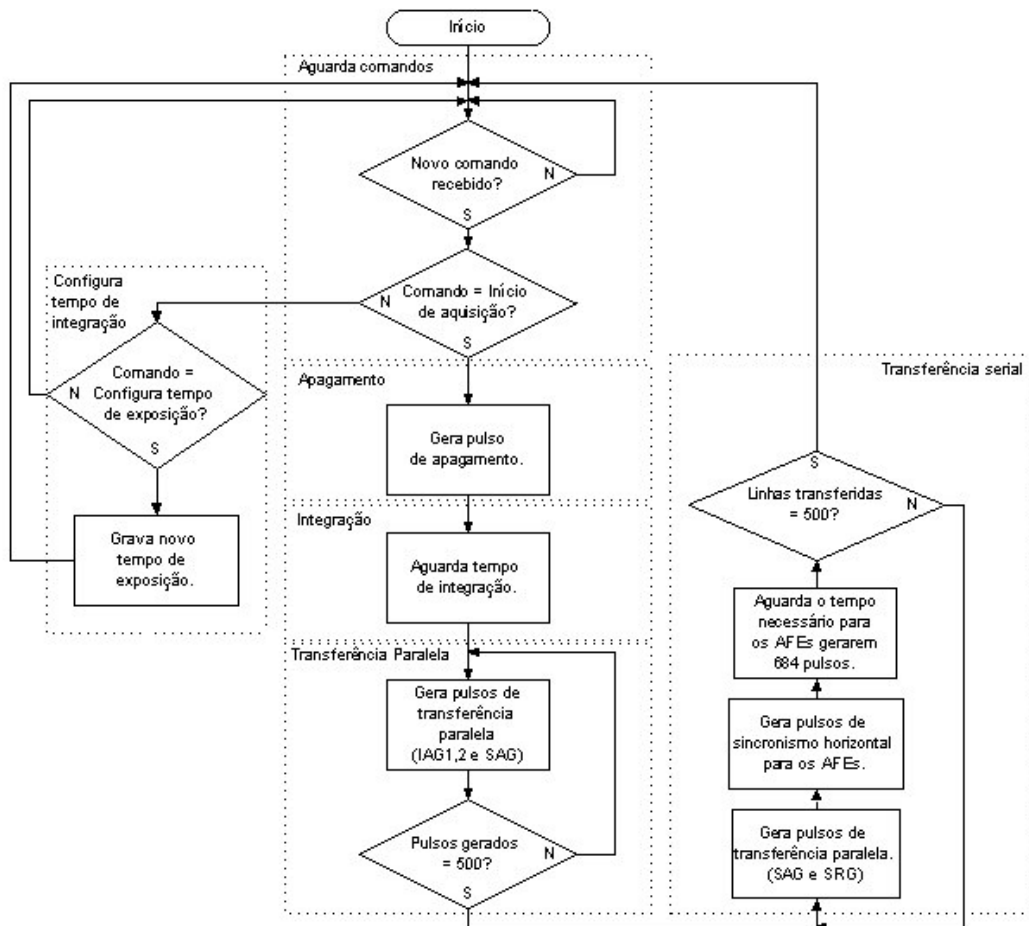 Início
Aguarda comandos
Novo comando
recebido?
N
S
Comando = Início
de aquisição?
N
S
Configura
tempo de
integração
Comando =
Configura tempo
de exposição?
N
S
Grava novo
tempo de
exposição.
Apagamento
Gera pulso
de apagamento.
Integração
Aguarda tempo
de integração.
Transferência Paralela
Gera pulsos de
transferência
paralela
(IAG1,2 e SAG)
Pulsos gerados
= 500?
N
S
Transferência serial
S
Linhas transferidas
= 500?
N
Aguarda o tempo
necessário para
os AFEs gerarem
684 pulsos.
Gera pulsos de
sincronismo horizontal
para os AFEs.
Gera pulsos de
transferência paralela.
(SAG e SRG)